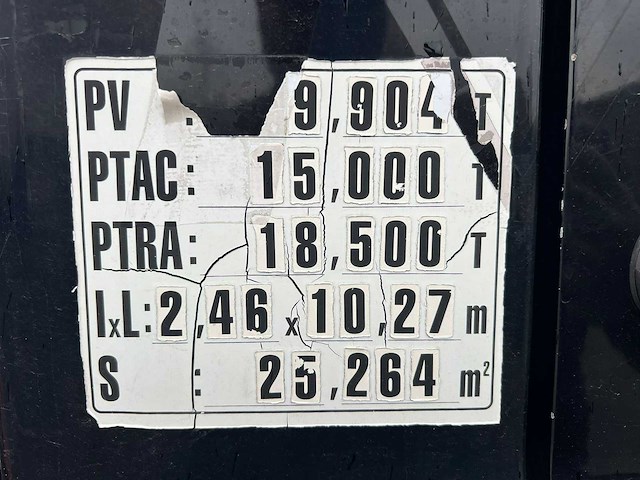 PV : 9,904 T
PTAC: 15,000 T
PTRA: 18,500 T
IxL: 2,46 x 10,27 m
S : 25,264 m²